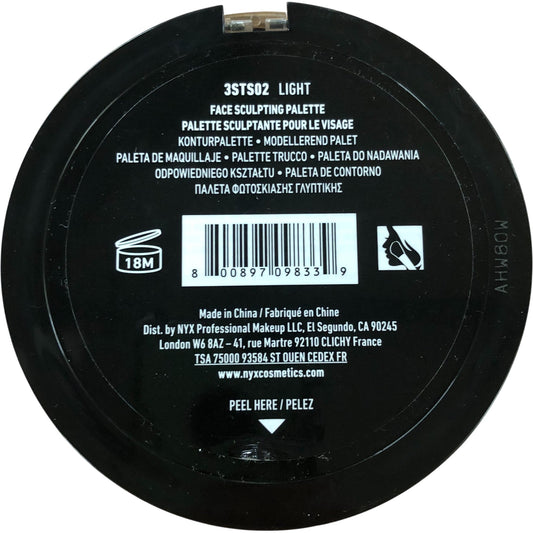 3STS02 LIGHT
FACE SCULPTING PALETTE
PALETTE SCULPTANTE POUR LE VISAGE
KONTURPALETTE • MODELLEREND PALET
PALETA DE MAQUILLAJE • PALETTE TRUCCO • PALETA DO NADAWANIA
ODPOWIEDNIEGO KSZTAŁTU • PALETA DE CONTORNO
ΠΑΛΕΤΑ ΦΩΤΟΣΚΙΑΣΗΣ ΓΛΥΠΤΙΚΗΣ
18M
8 00897 09833 9
AHW80M
Made in China / Fabriqué en Chine
Dist. by NYX Professional Makeup LLC, El Segundo, CA 90245
London W6 8AZ – 41, rue Martre 92110 CLICHY France
TSA 75000 93584 ST OUEN CEDEX FR
www.nyxcosmetics.com
PEEL HERE / PELEZ